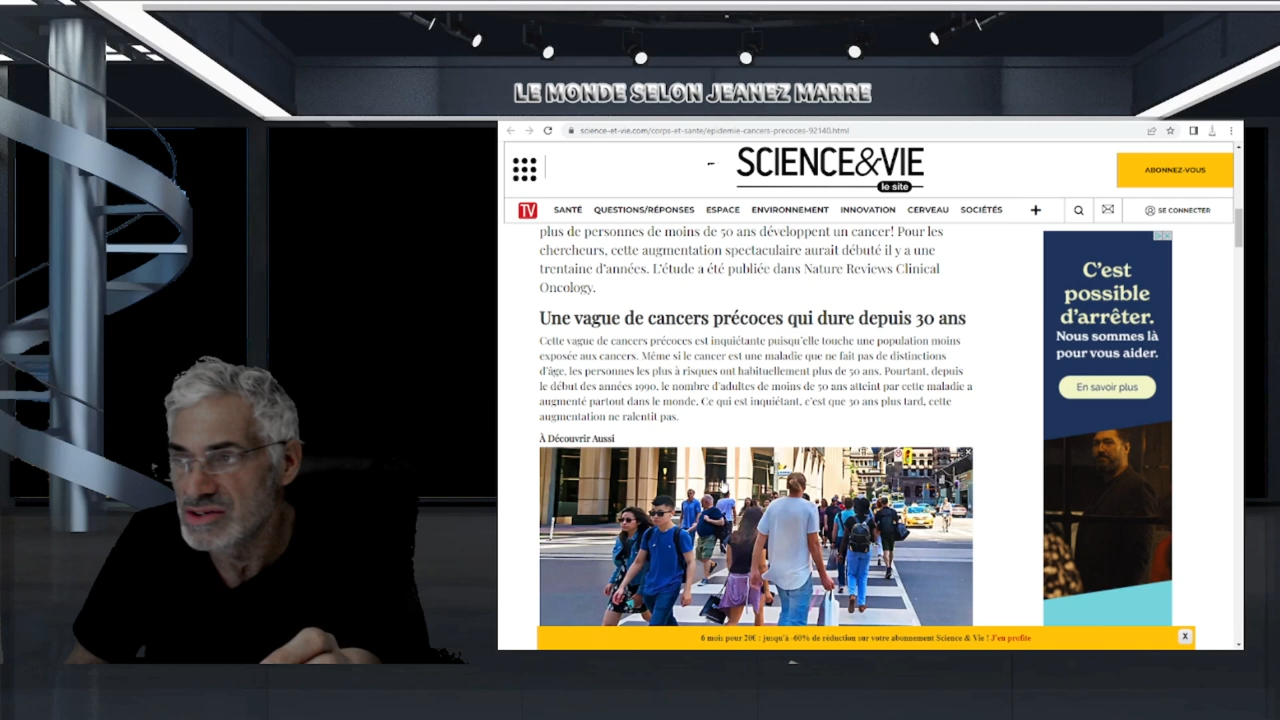 LE MONDE SELON JEANEZ MARRE
science-et-vie.com/corps-et-sante/epidemie-cancers-precoces-92140.html
SCIENCE&VIE
le site
ABONNEZ-VOUS
TV SANTÉ QUESTIONS/RÉPONSES ESPACE ENVIRONNEMENT INNOVATION CERVEAU SOCIÉTÉS + SE CONNECTER
plus de personnes de moins de 50 ans développent un cancer! Pour les
chercheurs, cette augmentation spectaculaire aurait débuté il y a une
trentaine d'années. L'étude a été publiée dans Nature Reviews Clinical
Oncology.
Une vague de cancers précoces qui dure depuis 30 ans
Cette vague de cancers précoces est inquiétante puisqu'elle touche une population moins
exposée aux cancers. Même si le cancer est une maladie que ne fait pas de distinctions
d'âge, les personnes les plus à risques ont habituellement plus de 50 ans. Pourtant, depuis
le début des années 1990, le nombre d'adultes de moins de 50 ans atteint par cette maladie a
augmenté partout dans le monde. Ce qui est inquiétant, c'est que 30 ans plus tard, cette
augmentation ne ralentit pas.
À Découvrir Aussi
C'est
possible
d'arrêter.
Nous sommes là
pour vous aider.
En savoir plus
6 mois pour 20€ : jusqu'à -60% de réduction sur votre abonnement Science & Vie ! J'en profite
X